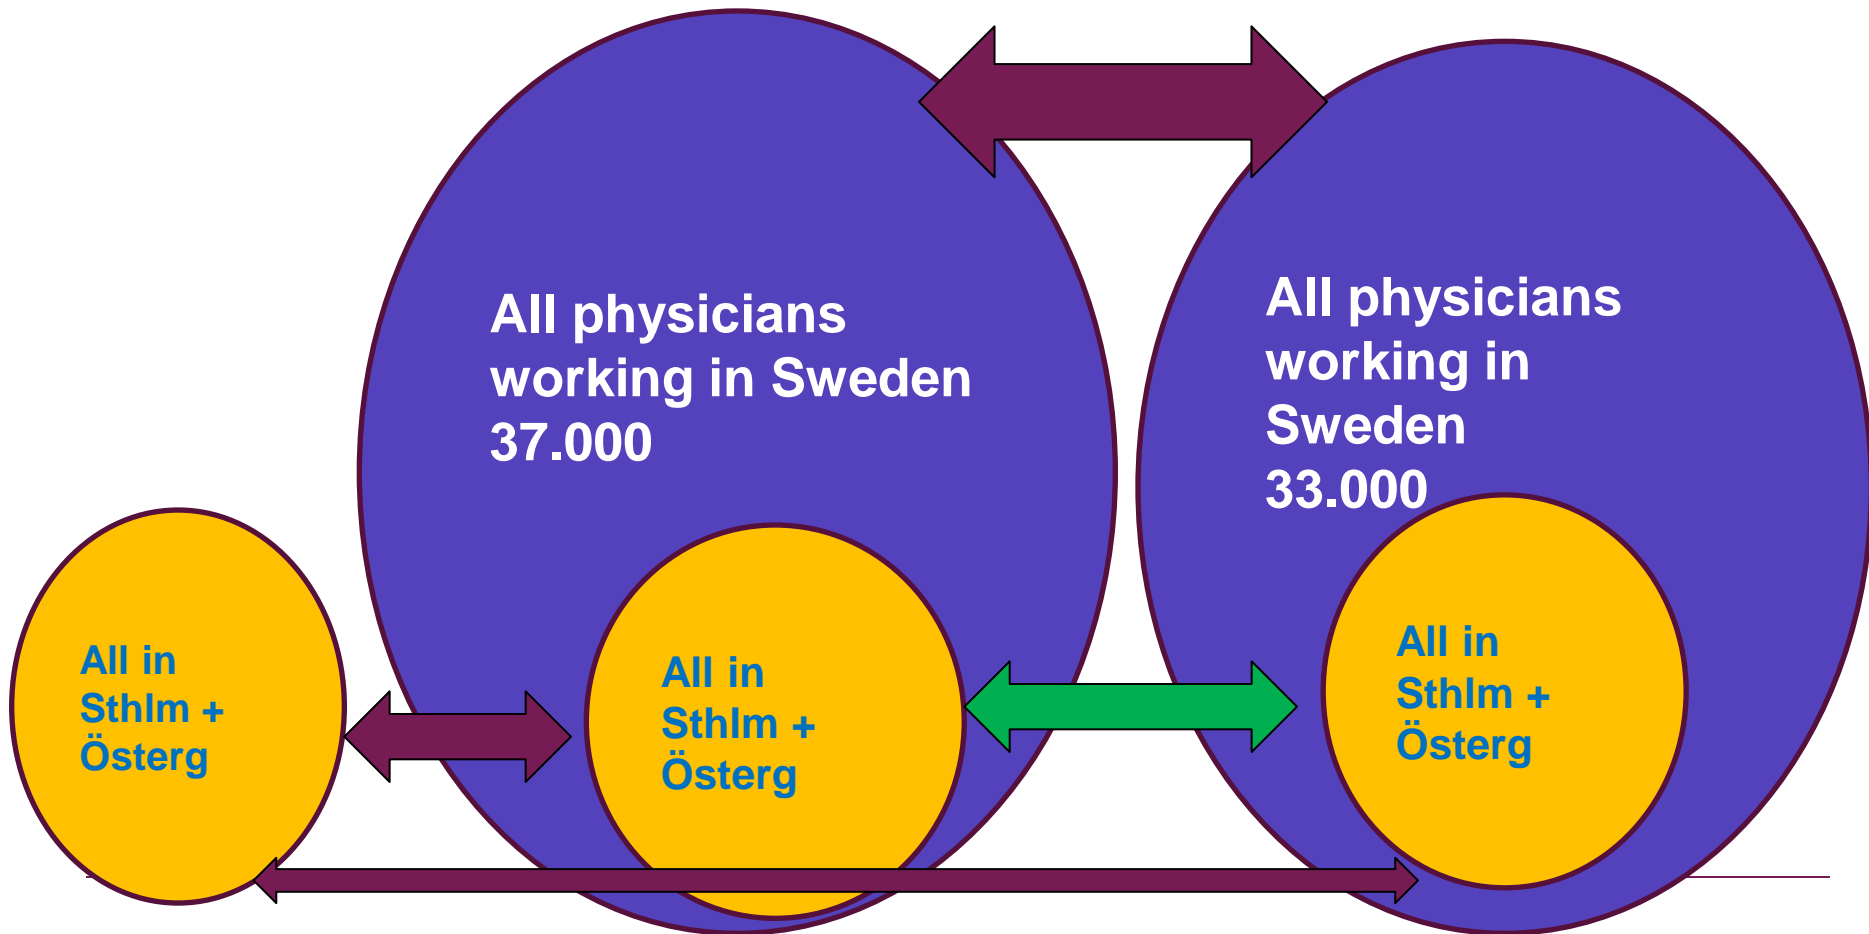 All physicians
working in Sweden
37.000
All physicians
working in
Sweden
33.000
All in
Sthlm +
Österg
All in
Sthlm +
Österg
All in
Sthlm +
Österg